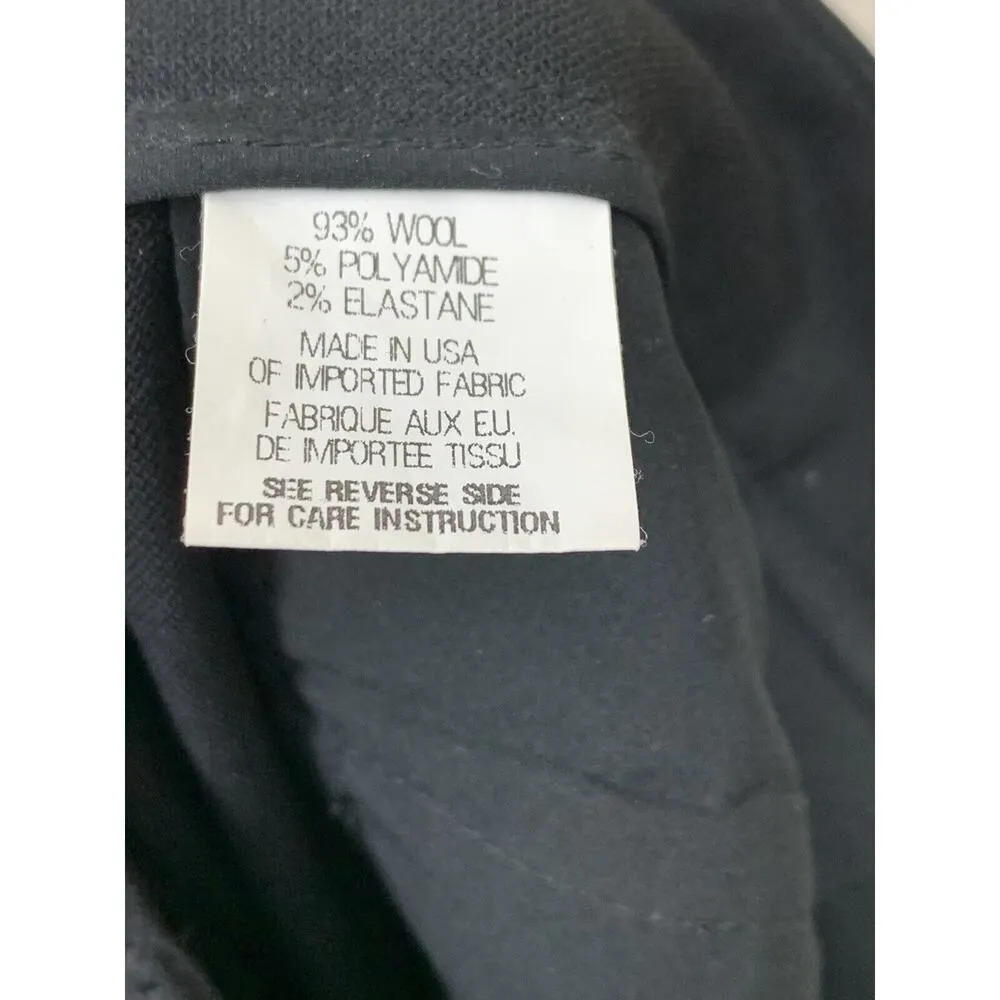 93% WOOL
5% POLYAMIDE
2% ELASTANE
MADE IN USA
OF IMPORTED FABRIC
FABRIQUE AUX E.U.
DE IMPORTEE TISSU
SEE REVERSE SIDE
FOR CARE INSTRUCTION